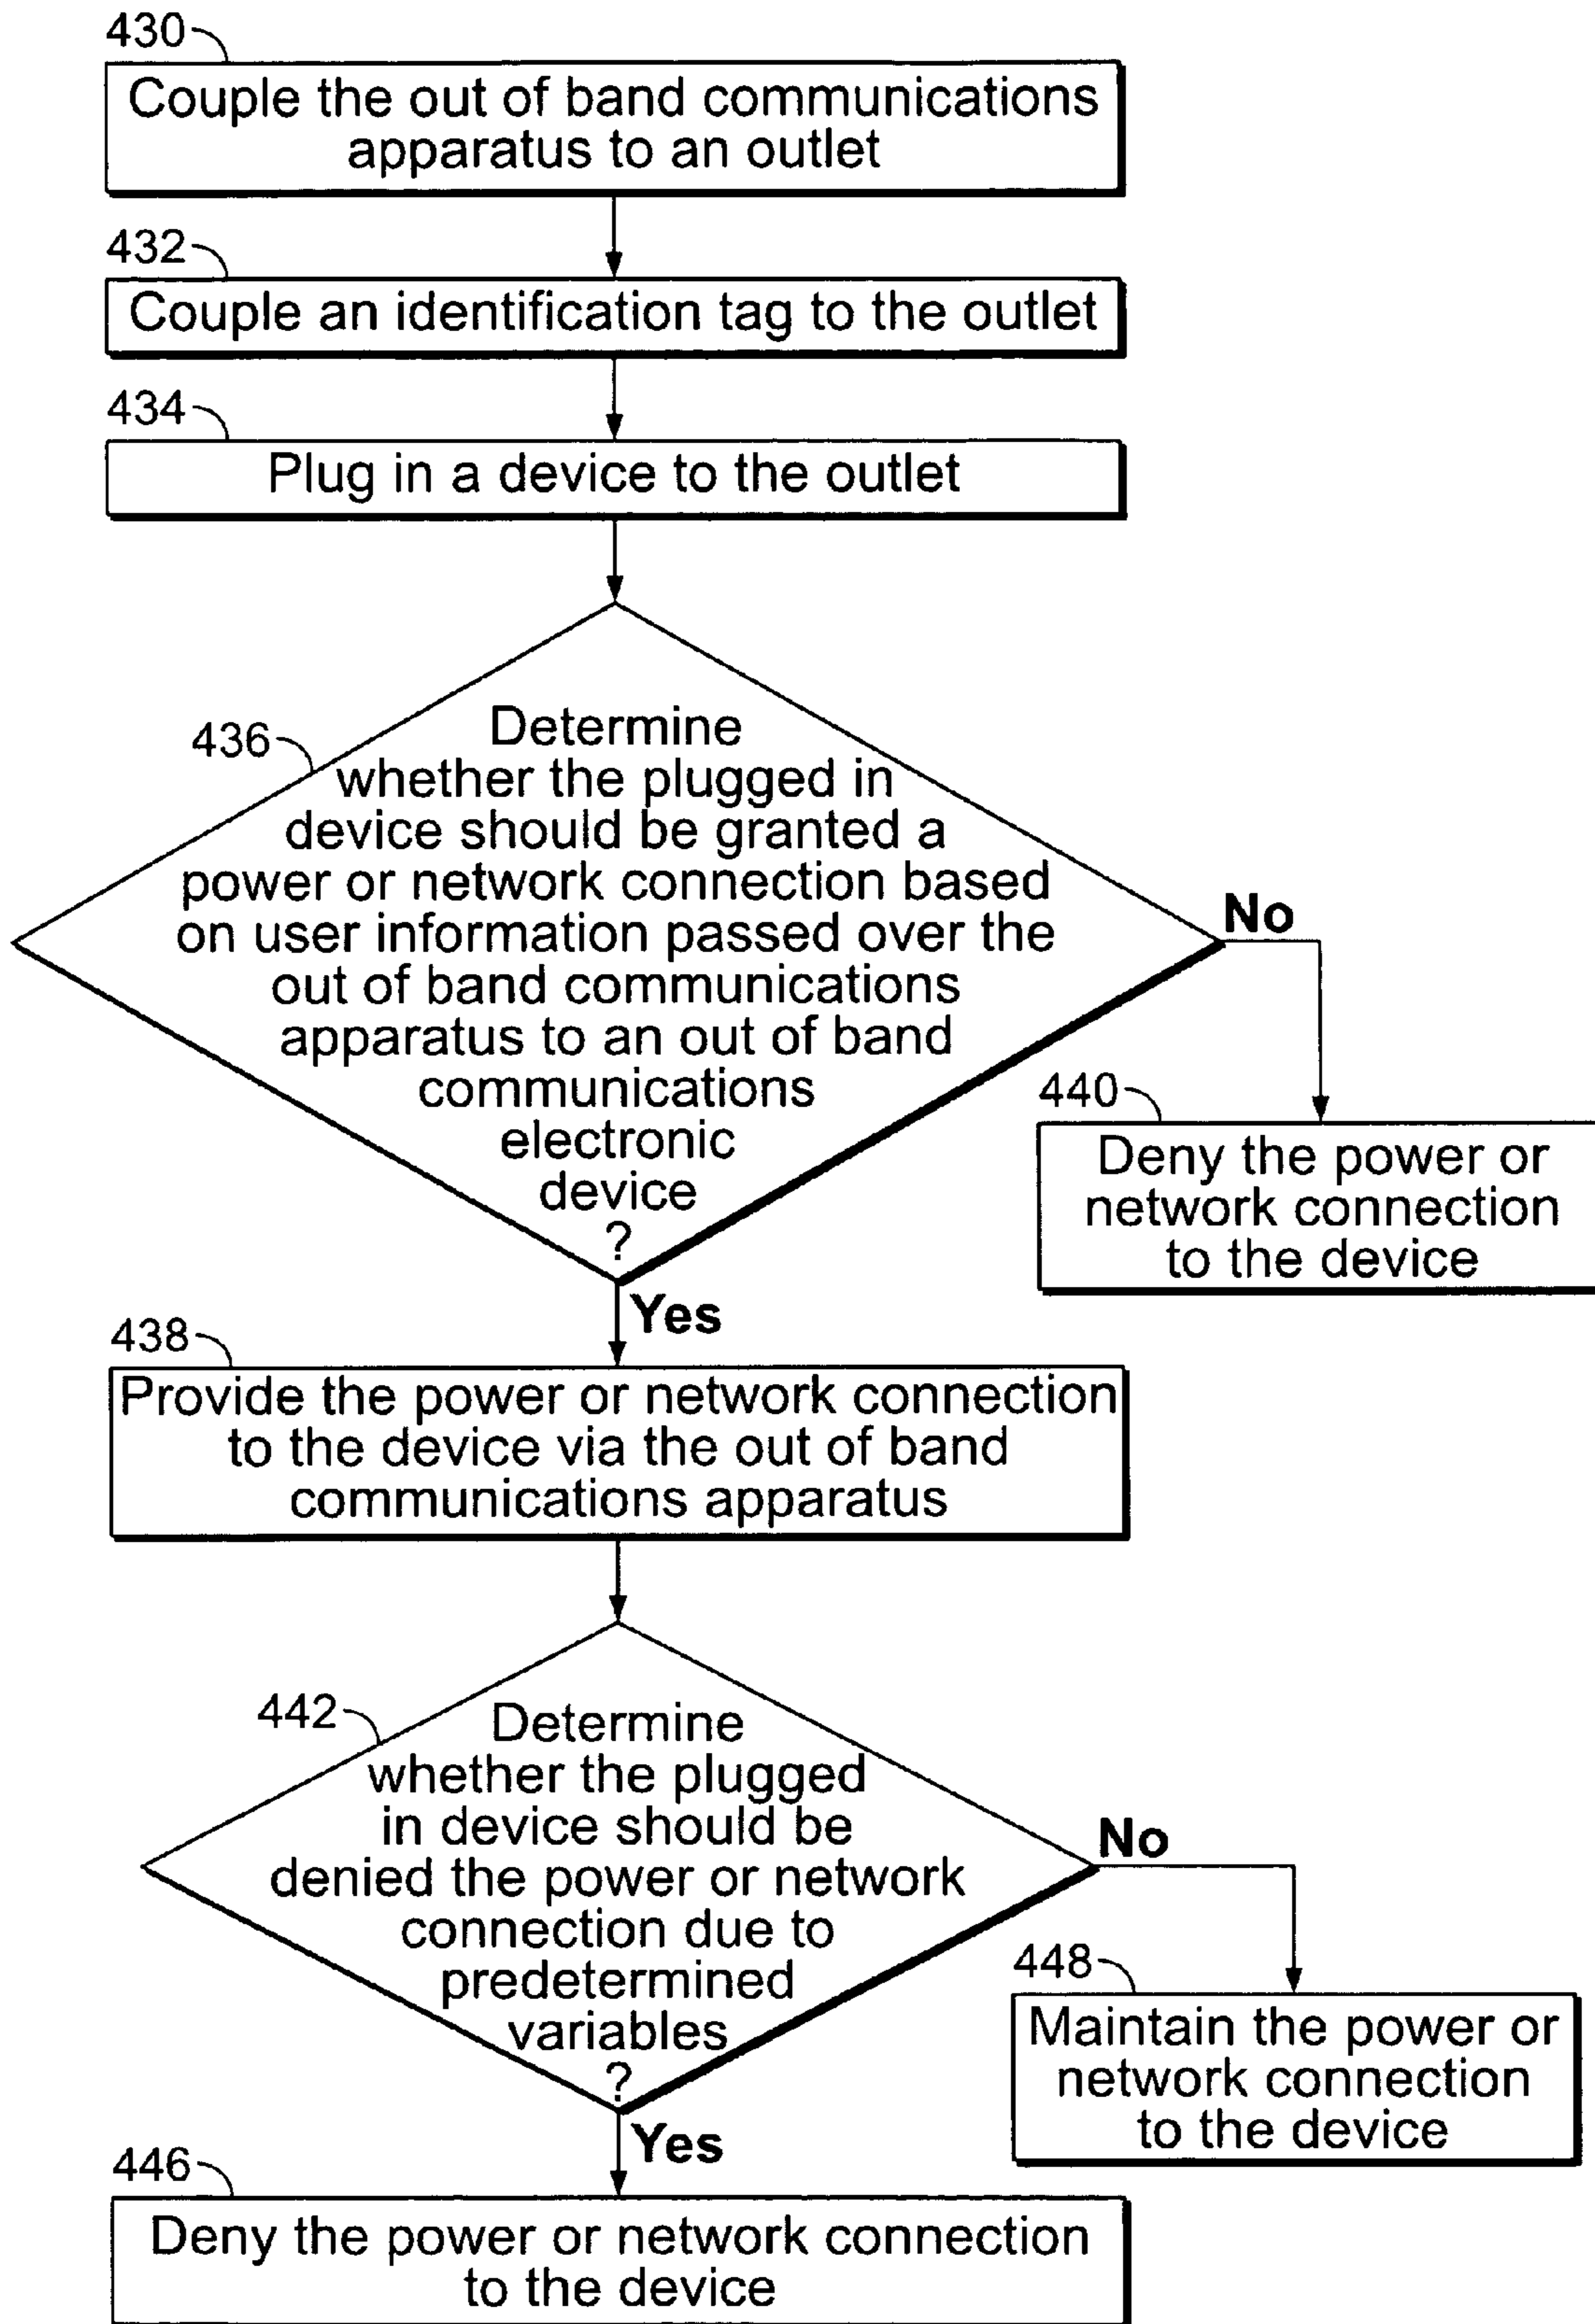 430
Couple the out of band communications
apparatus to an outlet
432
Couple an identification tag to the outlet
434
Plug in a device to the outlet
436
Determine
whether the plugged in
device should be granted a
power or network connection based
on user information passed over the
out of band communications
apparatus to an out of band
communications
electronic
device
?
No
440
Deny the power or
network connection
to the device
Yes
438
Provide the power or network connection
to the device via the out of band
communications apparatus
442
Determine
whether the plugged
in device should be
denied the power or network
connection due to
predetermined
variables
?
No
448
Maintain the power or
network connection
to the device
Yes
446
Deny the power or network connection
to the device